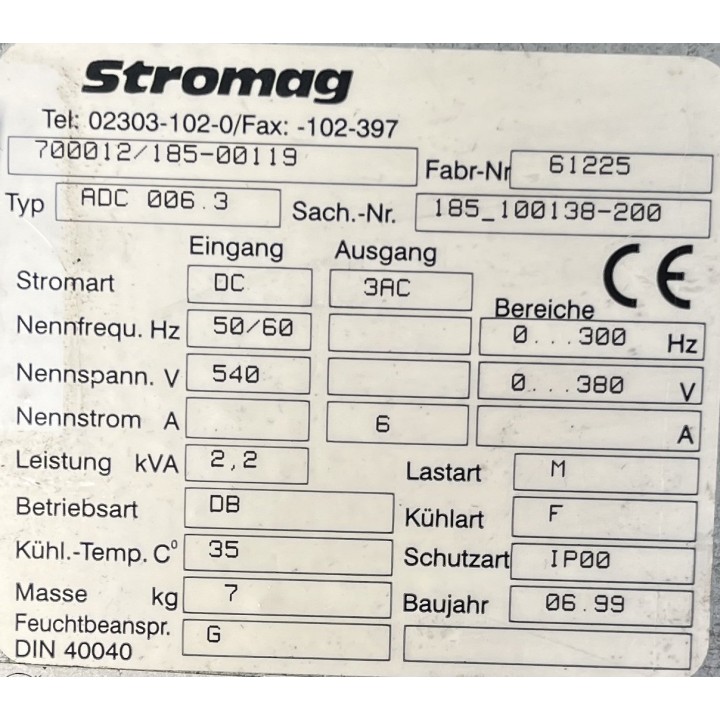 Stromag
Tel: 02303-102-0/Fax: -102-397
700012/185-00119 Fabr-Nr 61225
Typ ADC 006.3 Sach.-Nr. 185_100138-200
Eingang Ausgang
Stromart DC 3AC CE
Bereiche
Nennfrequ. Hz 50/60 0...300 Hz
Nennspann. V 540 0...380 V
Nennstrom A 6 A
Leistung kVA 2,2 Lastart M
Betriebsart DB Kühlart F
Kühl.-Temp. C° 35 Schutzart IP00
Masse kg 7 Baujahr 06.99
Feuchtbeanspr. G
DIN 40040